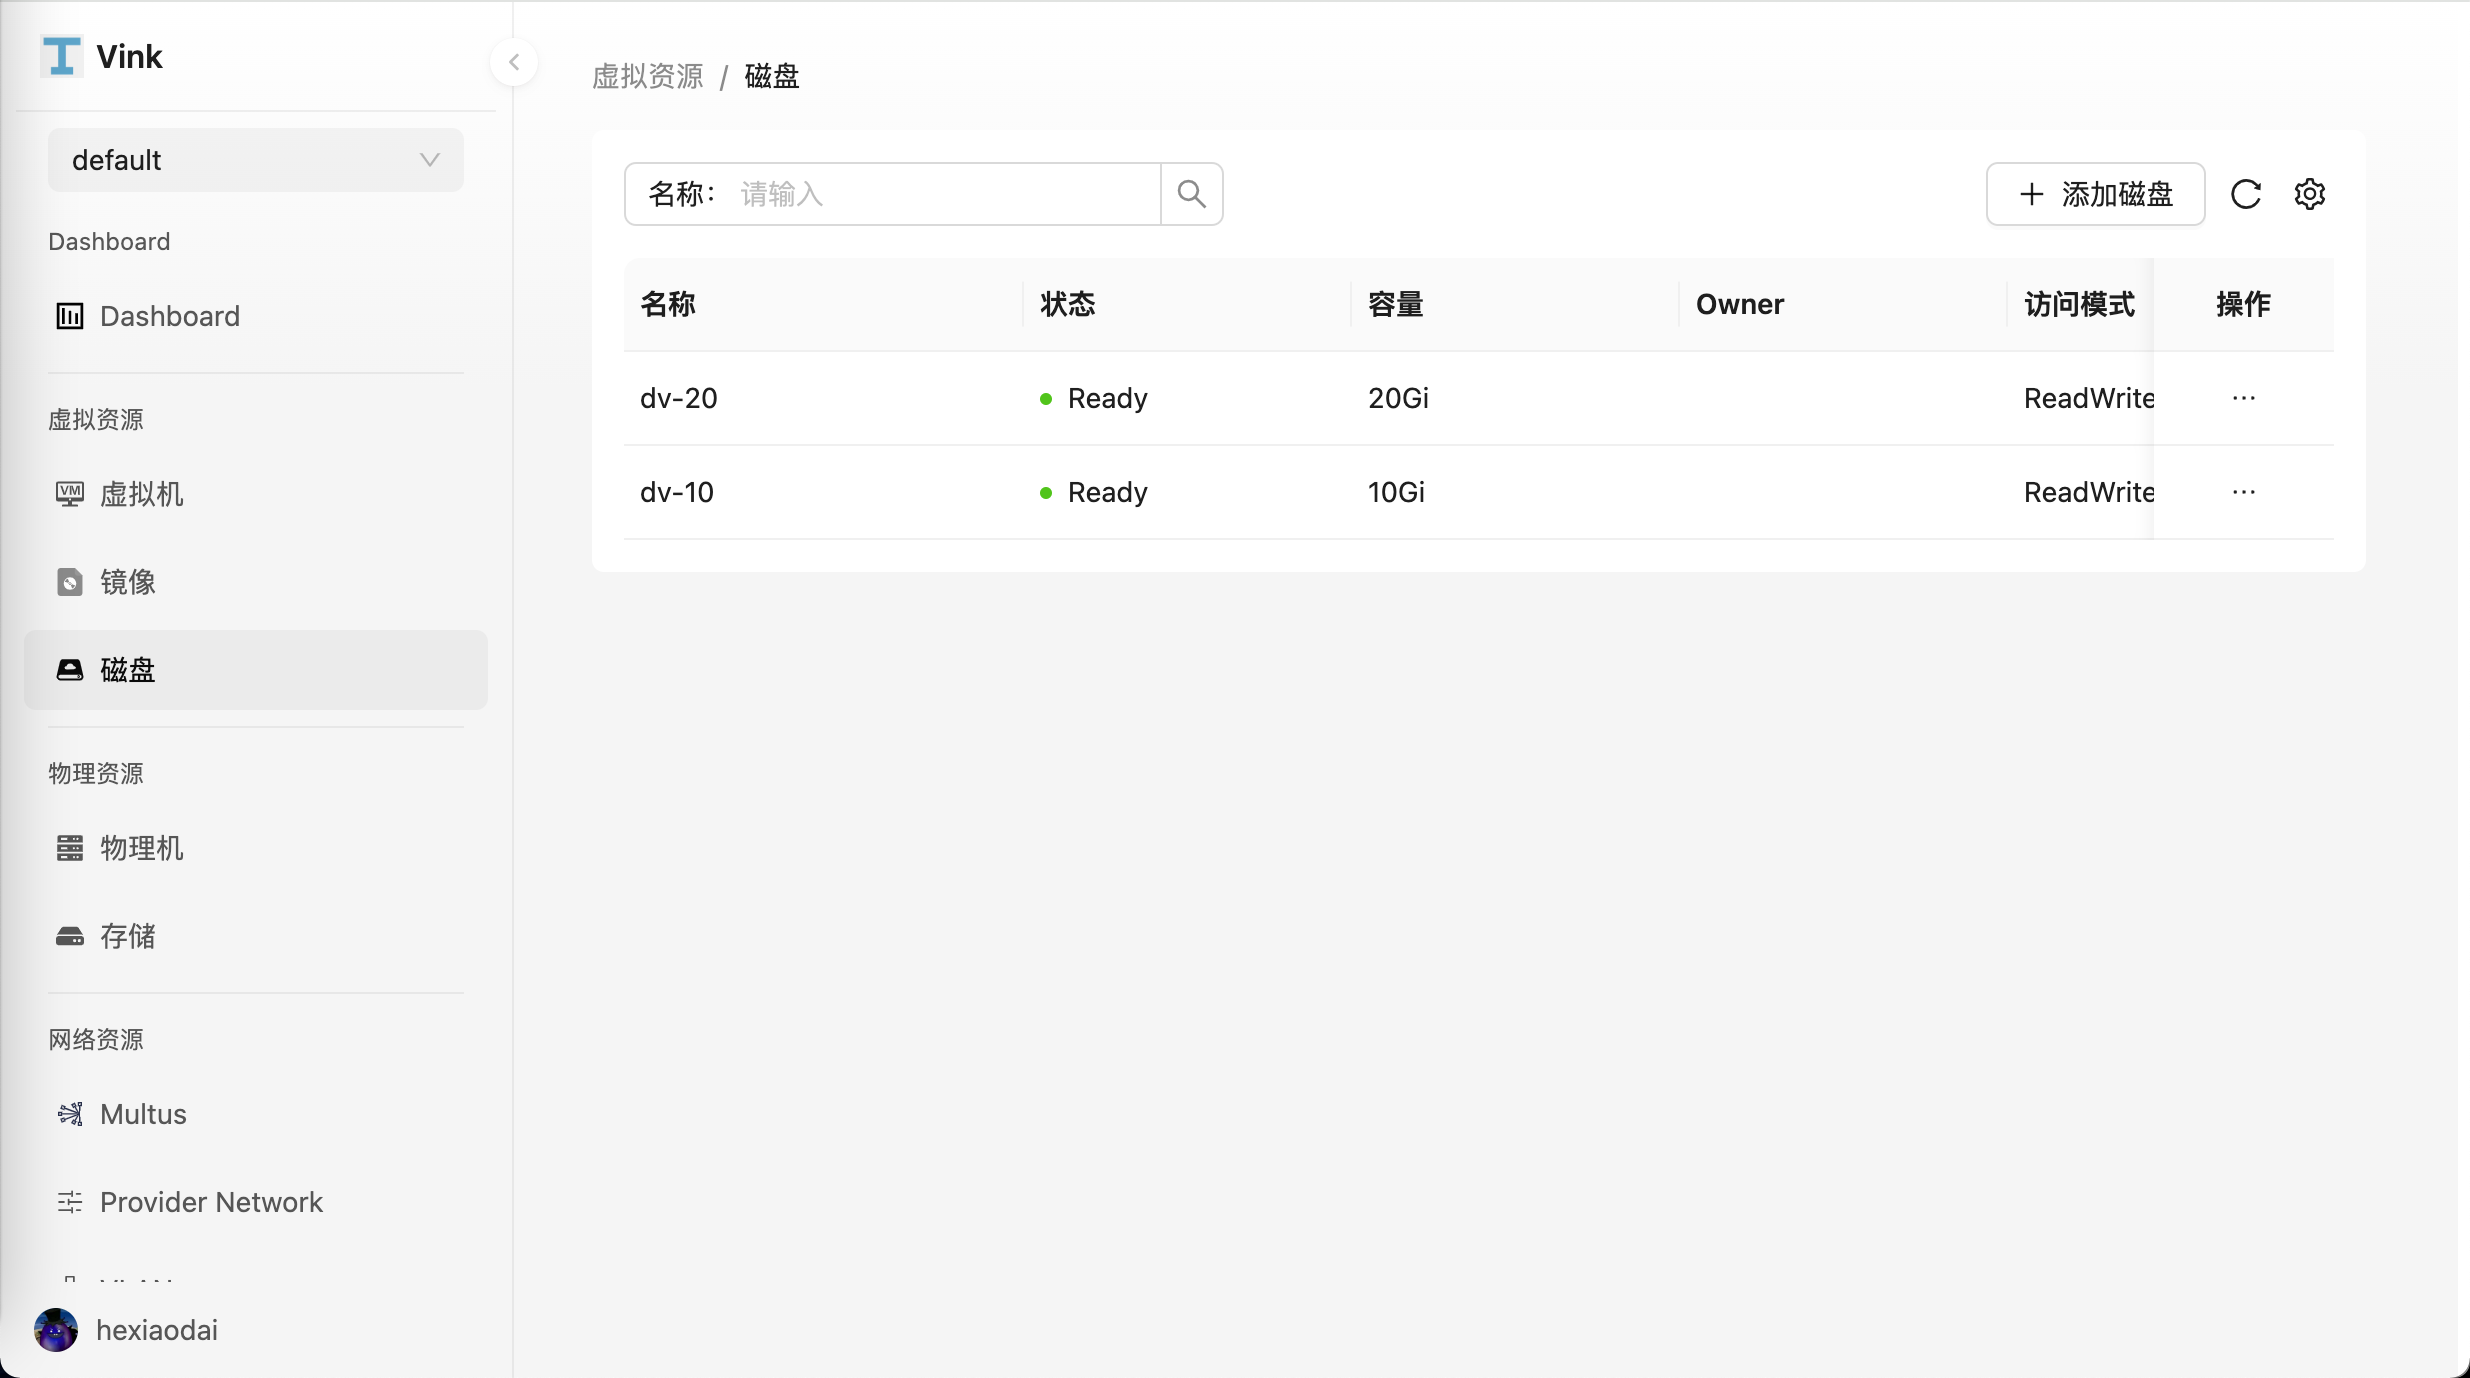 Vink
default
Dashboard
Dashboard
虚拟资源
虚拟机
镜像
磁盘
物理资源
物理机
存储
网络资源
Multus
Provider Network
hexiaodai
虚拟资源 / 磁盘
名称： 请输入
添加磁盘
名称 状态 容量 Owner 访问模式 操作
dv-20 Ready 20Gi ReadWrite ...
dv-10 Ready 10Gi ReadWrite ...